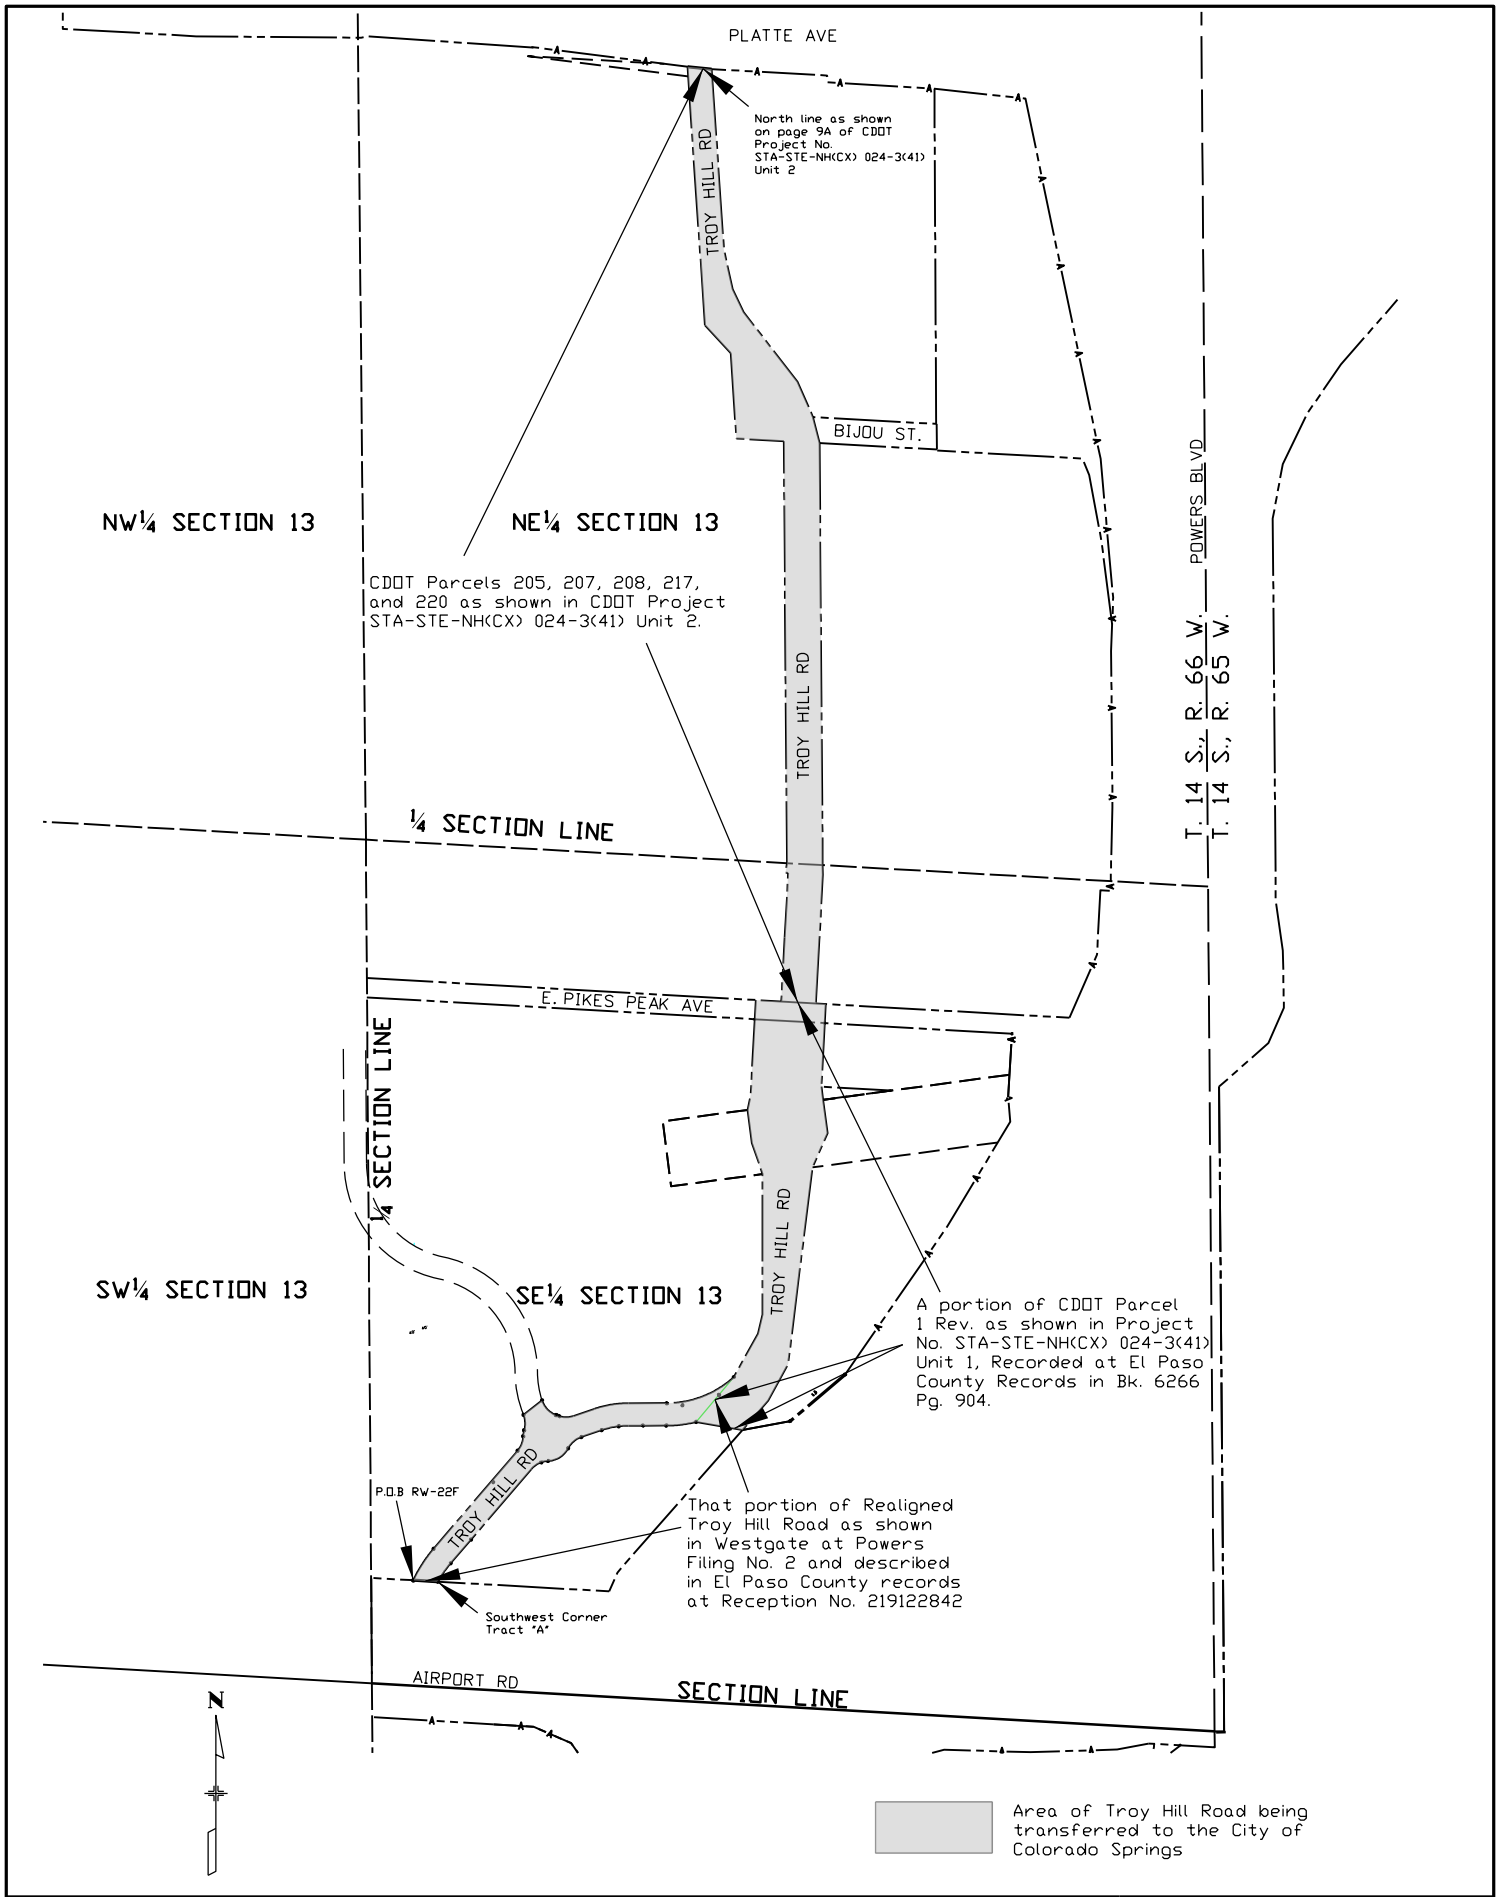 PLATTE AVE
North line as shown
on page 9A of CDOT
Project No.
STA-STE-NH(CX) 024-3(41)
Unit 2
TROY HILL RD
BIJOU ST.
POWERS BLVD
NW¼ SECTION 13
NE¼ SECTION 13
CDOT Parcels 205, 207, 208, 217,
and 220 as shown in CDOT Project
STA-STE-NH(CX) 024-3(41) Unit 2.
T. 14 S., R. 66 W.
T. 14 S., R. 65 W.
TROY HILL RD
¼ SECTION LINE
E. PIKES PEAK AVE
¼ SECTION LINE
TROY HILL RD
SW¼ SECTION 13
SE¼ SECTION 13
A portion of CDOT Parcel
1 Rev. as shown in Project
No. STA-STE-NH(CX) 024-3(41)
Unit 1, Recorded at El Paso
County Records in Bk. 6266
Pg. 904.
P.O.B RW-22F
TROY HILL RD
That portion of Realigned
Troy Hill Road as shown
in Westgate at Powers
Filing No. 2 and described
in El Paso County records
at Reception No. 219122842
Southwest Corner
Tract "A"
AIRPORT RD
SECTION LINE
N
Area of Troy Hill Road being
transferred to the City of
Colorado Springs